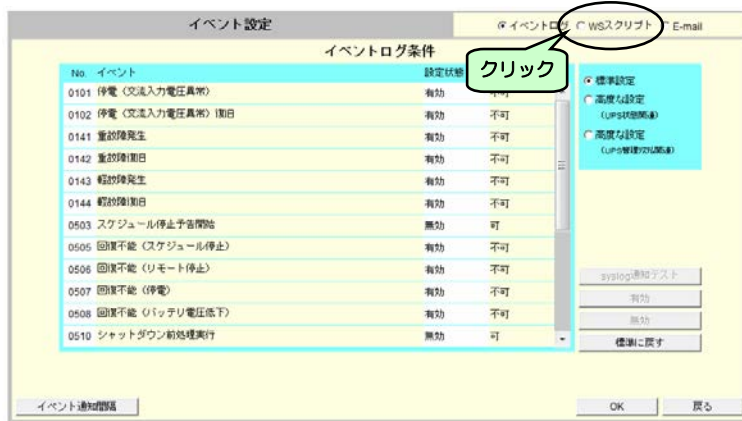 イベント設定
イベントログ WSスクリプト E-mail
クリック
イベントログ条件
No. イベント 設定状態
0101 停電（交流入力電圧異常） 有効 不可
0102 停電（交流入力電圧異常）復旧 有効 不可
0141 重故障発生 有効 不可
0142 重故障復旧 有効 不可
0143 軽故障発生 有効 不可
0144 軽故障復旧 有効 不可
0503 スケジュール停止予告開始 無効 可
0505 回復不能（スケジュール停止） 有効 不可
0506 回復不能（リモート停止） 有効 不可
0507 回復不能（停電） 有効 不可
0508 回復不能（バッテリ電圧低下） 有効 不可
0510 シャットダウン前処理実行 無効 可
標準設定
高度な設定
（UPS状態関連）
高度な設定
（UPS管理システム関連）
syslog通知テスト
有効
無効
標準に戻す
イベント通知間隔
OK 戻る